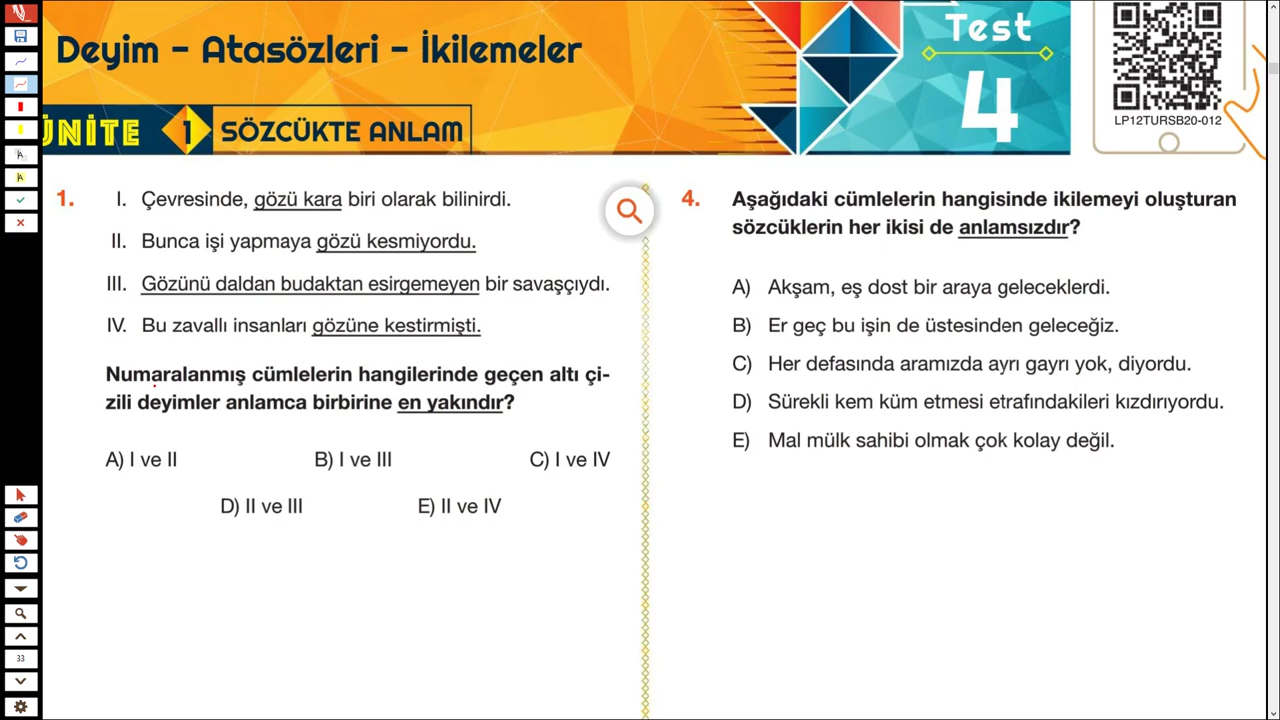 Deyim - Atasözleri - İkilemeler
Test
4
LP12TURSB20-012
ÜNİTE 1 SÖZCÜKTE ANLAM
1. I. Çevresinde, gözü kara biri olarak bilinirdi.
II. Bunca işi yapmaya gözü kesmiyordu.
III. Gözünü daldan budaktan esirgemeyen bir savaşçıydı.
IV. Bu zavallı insanları gözüne kestirmişti.
Numaralanmış cümlelerin hangilerinde geçen altı çi-
zili deyimler anlamca birbirine en yakındır?
A) I ve II B) I ve III C) I ve IV
D) II ve III E) II ve IV
4. Aşağıdaki cümlelerin hangisinde ikilemeyi oluşturan
sözcüklerin her ikisi de anlamsızdır?
A) Akşam, eş dost bir araya geleceklerdi.
B) Er geç bu işin de üstesinden geleceğiz.
C) Her defasında aramızda ayrı gayrı yok, diyordu.
D) Sürekli kem küm etmesi etrafındakileri kızdırıyordu.
E) Mal mülk sahibi olmak çok kolay değil.
33